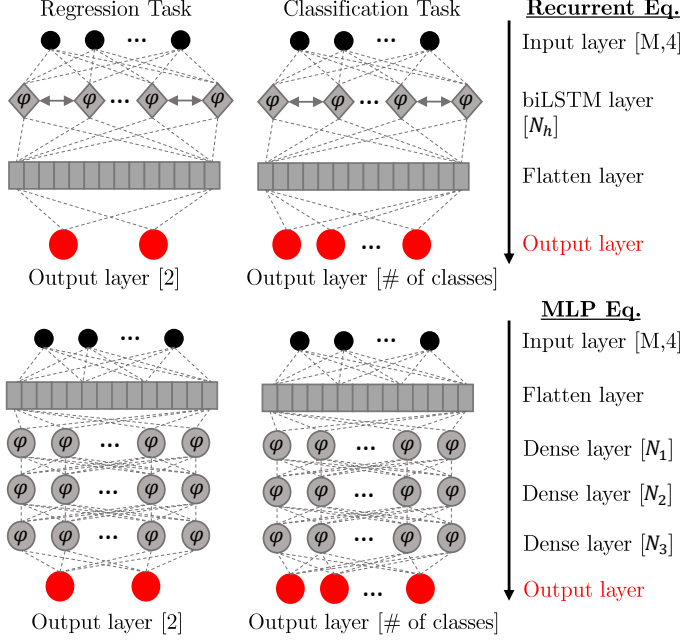 Regression Task
Classification Task
Recurrent Eq.
Input layer [M,4]
φ φ ... φ φ
φ φ ... φ φ
biLSTM layer
[N_h]
Flatten layer
...
Output layer
Output layer [2]
Output layer [# of classes]
MLP Eq.
...
...
Input layer [M,4]
Flatten layer
φ φ ... φ φ
φ φ ... φ φ
Dense layer [N_1]
φ φ ... φ φ
φ φ ... φ φ
Dense layer [N_2]
φ φ ... φ φ
φ φ ... φ φ
Dense layer [N_3]
...
Output layer
Output layer [2]
Output layer [# of classes]